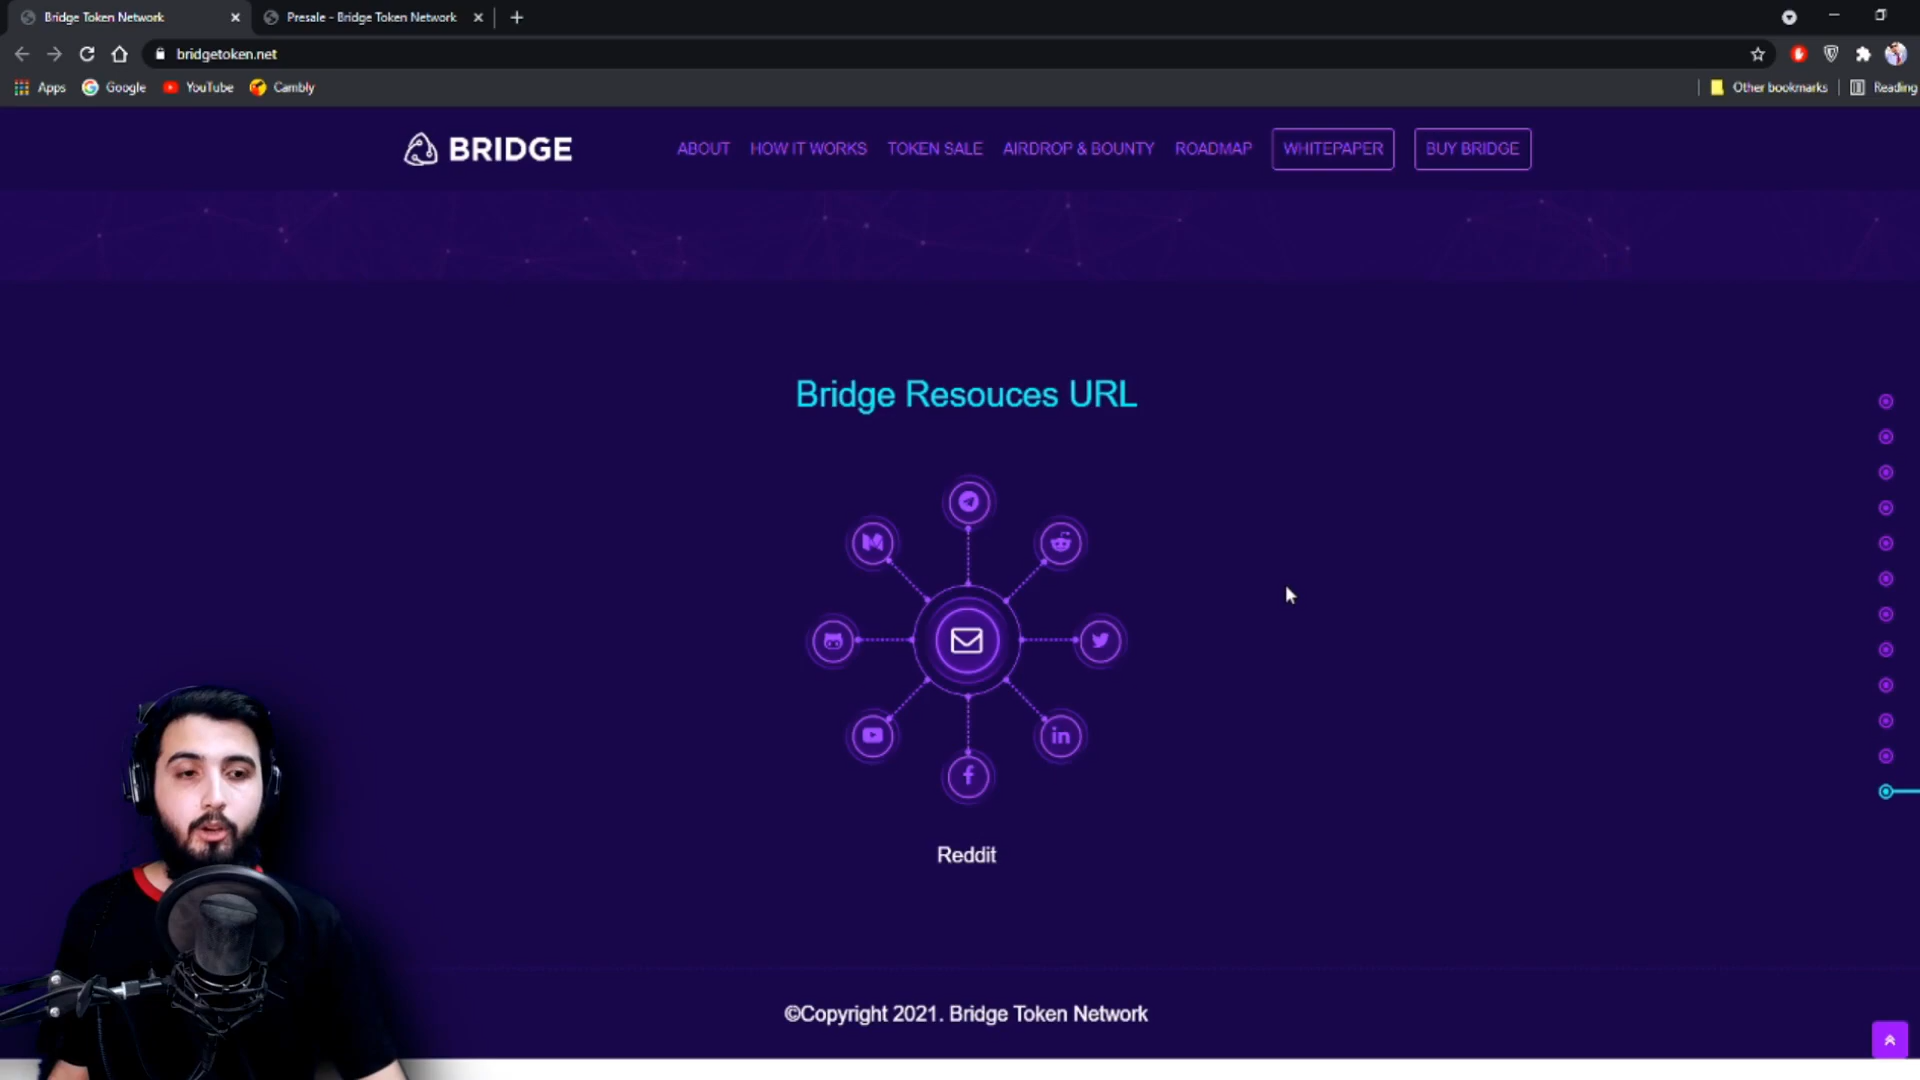 Bridge Token Network
Presale - Bridge Token Network
bridgetoken.net
Apps
Google
YouTube
Cambly
Other bookmarks
Reading
BRIDGE
ABOUT
HOW IT WORKS
TOKEN SALE
AIRDROP & BOUNTY
ROADMAP
WHITEPAPER
BUY BRIDGE
Bridge Resouces URL
Reddit
©Copyright 2021. Bridge Token Network